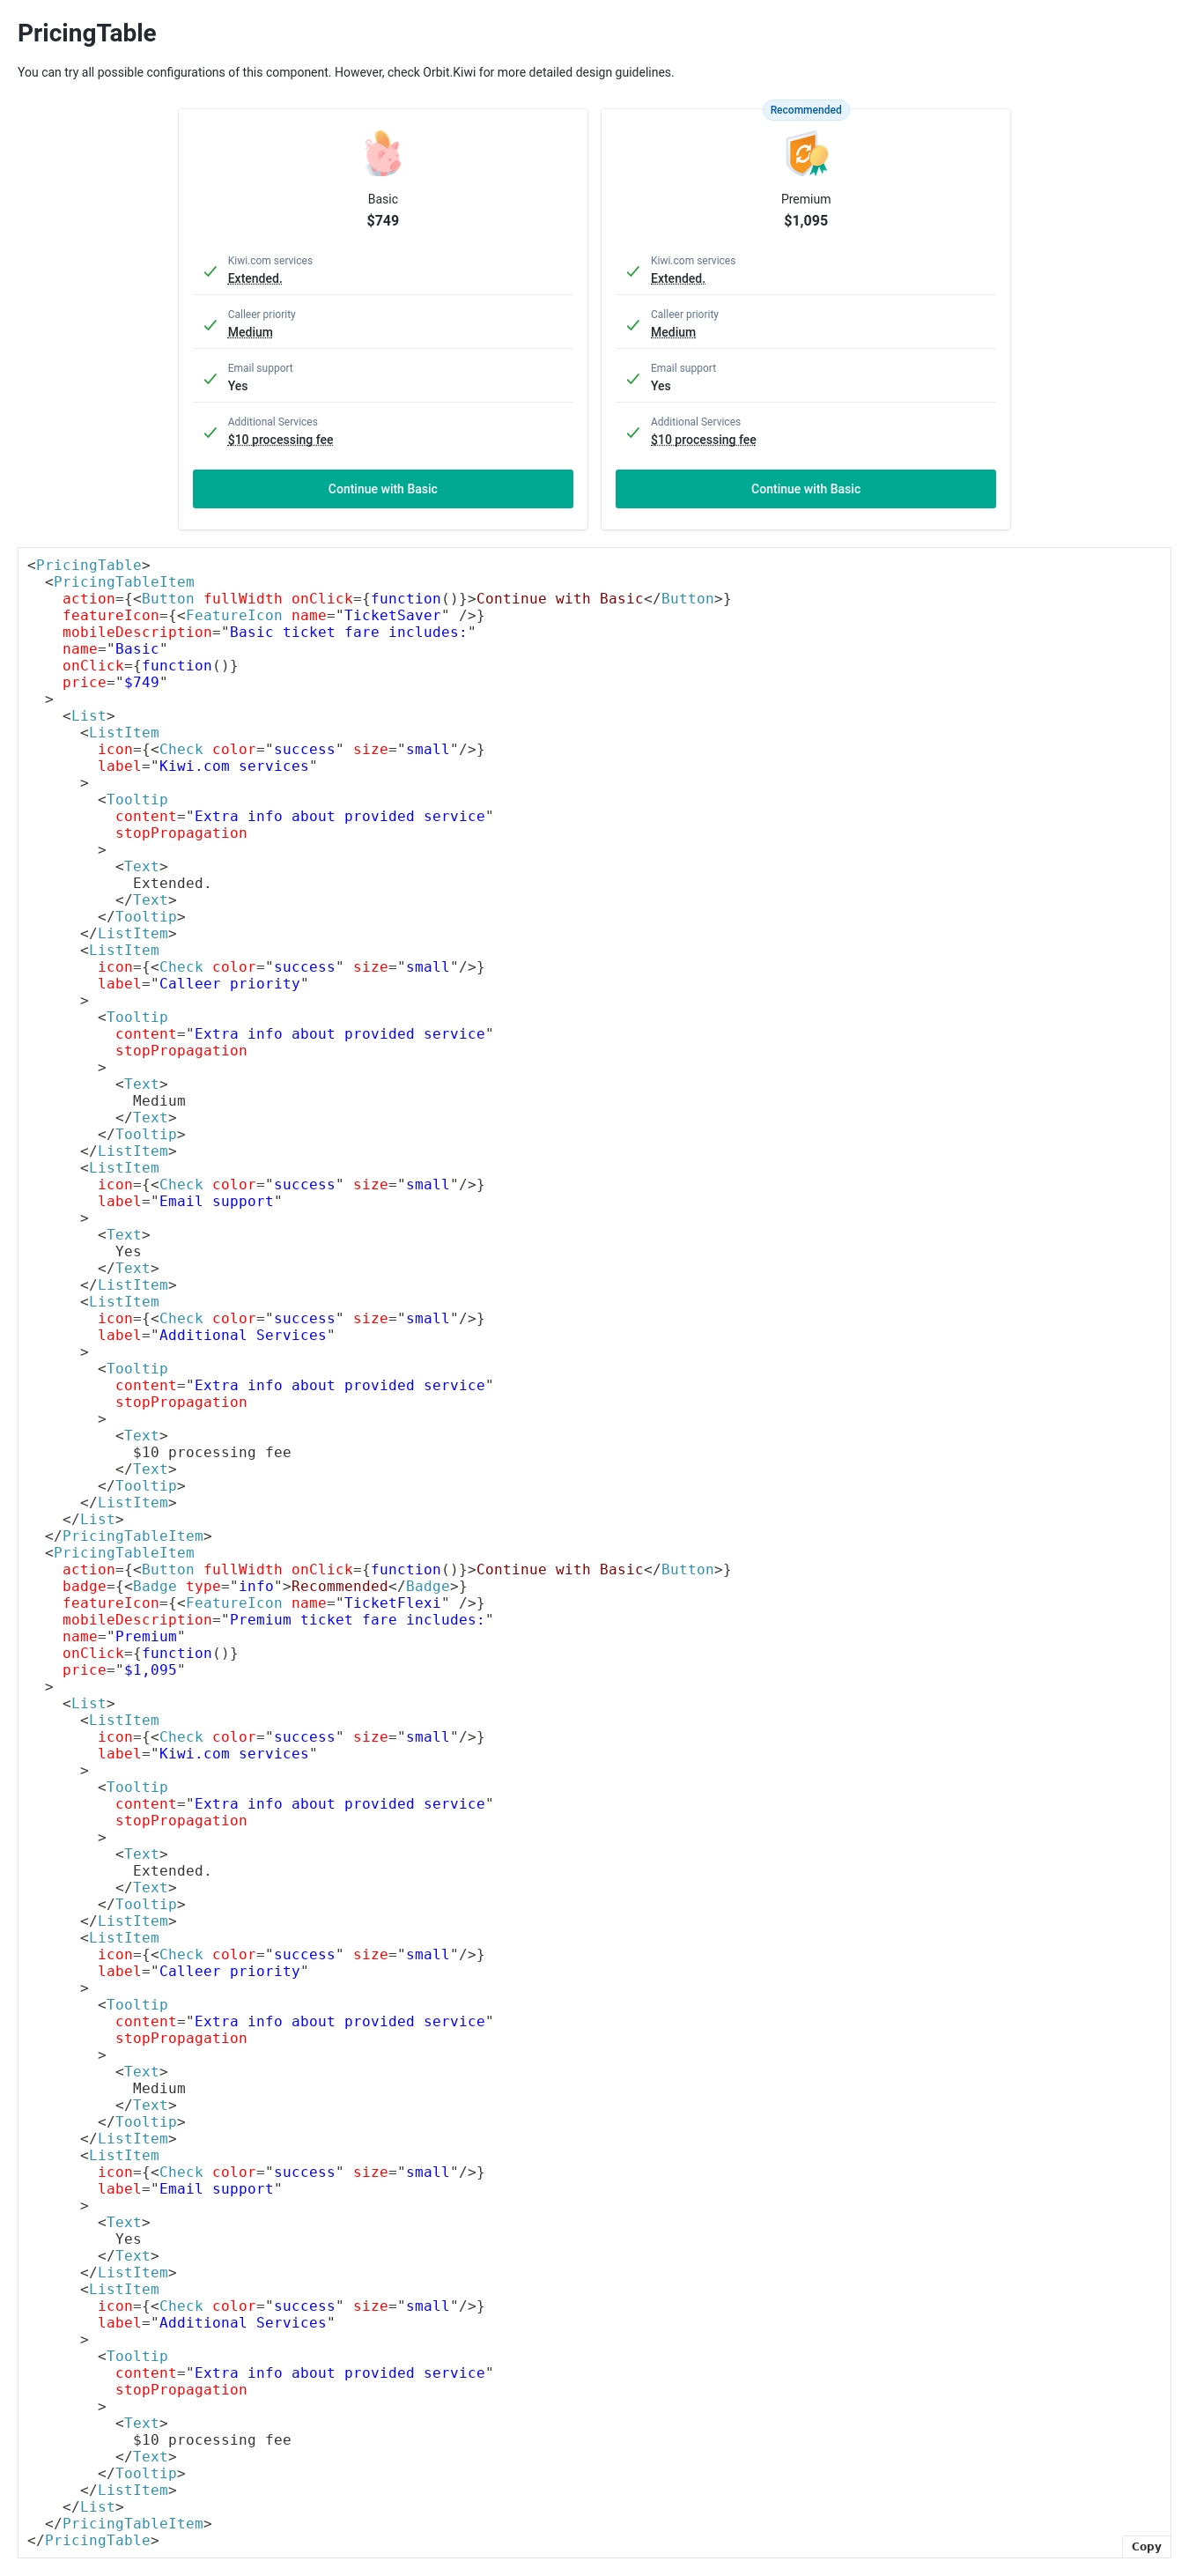 PricingTable
You can try all possible configurations of this component. However, check Orbit.Kiwi for more detailed design guidelines.
Basic
$749
Kiwi.com services
Extended.
Calleer priority
Medium
Email support
Yes
Additional Services
$10 processing fee
Continue with Basic
Recommended
Premium
$1,095
Kiwi.com services
Extended.
Calleer priority
Medium
Email support
Yes
Additional Services
$10 processing fee
Continue with Basic
<PricingTable>
  <PricingTableItem
    action={<Button fullWidth onClick={function()}>Continue with Basic</Button>}
    featureIcon={<FeatureIcon name="TicketSaver" />}
    mobileDescription="Basic ticket fare includes:"
    name="Basic"
    onClick={function()}
    price="$749"
  >
    <List>
      <ListItem
        icon={<Check color="success" size="small"/>}
        label="Kiwi.com services"
      >
        <Tooltip
          content="Extra info about provided service"
          stopPropagation
        >
          <Text>
            Extended.
          </Text>
        </Tooltip>
      </ListItem>
      <ListItem
        icon={<Check color="success" size="small"/>}
        label="Calleer priority"
      >
        <Tooltip
          content="Extra info about provided service"
          stopPropagation
        >
          <Text>
            Medium
          </Text>
        </Tooltip>
      </ListItem>
      <ListItem
        icon={<Check color="success" size="small"/>}
        label="Email support"
      >
        <Text>
          Yes
        </Text>
      </ListItem>
      <ListItem
        icon={<Check color="success" size="small"/>}
        label="Additional Services"
      >
        <Tooltip
          content="Extra info about provided service"
          stopPropagation
        >
          <Text>
            $10 processing fee
          </Text>
        </Tooltip>
      </ListItem>
    </List>
  </PricingTableItem>
  <PricingTableItem
    action={<Button fullWidth onClick={function()}>Continue with Basic</Button>}
    badge={<Badge type="info">Recommended</Badge>}
    featureIcon={<FeatureIcon name="TicketFlexi" />}
    mobileDescription="Premium ticket fare includes:"
    name="Premium"
    onClick={function()}
    price="$1,095"
  >
    <List>
      <ListItem
        icon={<Check color="success" size="small"/>}
        label="Kiwi.com services"
      >
        <Tooltip
          content="Extra info about provided service"
          stopPropagation
        >
          <Text>
            Extended.
          </Text>
        </Tooltip>
      </ListItem>
      <ListItem
        icon={<Check color="success" size="small"/>}
        label="Calleer priority"
      >
        <Tooltip
          content="Extra info about provided service"
          stopPropagation
        >
          <Text>
            Medium
          </Text>
        </Tooltip>
      </ListItem>
      <ListItem
        icon={<Check color="success" size="small"/>}
        label="Email support"
      >
        <Text>
          Yes
        </Text>
      </ListItem>
      <ListItem
        icon={<Check color="success" size="small"/>}
        label="Additional Services"
      >
        <Tooltip
          content="Extra info about provided service"
          stopPropagation
        >
          <Text>
            $10 processing fee
          </Text>
        </Tooltip>
      </ListItem>
    </List>
  </PricingTableItem>
</PricingTable>
Copy